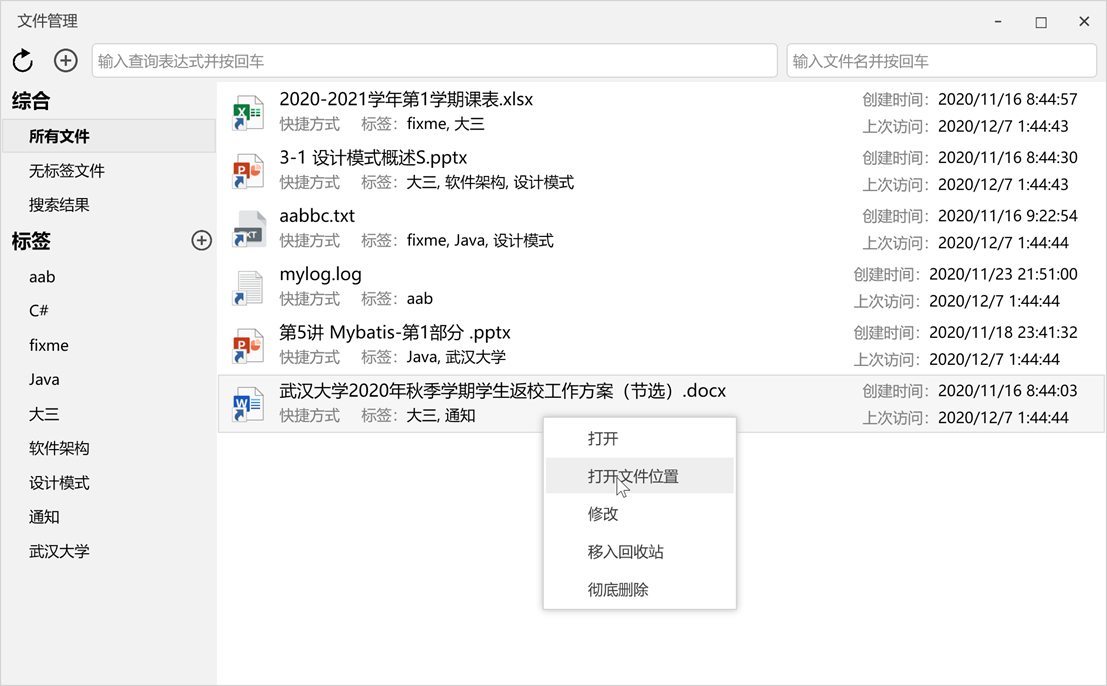 文件管理
输入查询表达式并按回车
输入文件名并按回车
综合
所有文件
无标签文件
搜索结果
标签
aab
C#
fixme
Java
大三
软件架构
设计模式
通知
武汉大学
2020-2021学年第1学期课表.xlsx
创建时间： 2020/11/16 8:44:57
快捷方式 标签： fixme, 大三
上次访问： 2020/12/7 1:44:43
3-1 设计模式概述S.pptx
创建时间： 2020/11/16 8:44:30
快捷方式 标签： 大三, 软件架构, 设计模式
上次访问： 2020/12/7 1:44:43
aabbc.txt
创建时间： 2020/11/16 9:22:54
快捷方式 标签： fixme, Java, 设计模式
上次访问： 2020/12/7 1:44:44
mylog.log
创建时间： 2020/11/23 21:51:00
快捷方式 标签： aab
上次访问： 2020/12/7 1:44:44
第5讲 Mybatis-第1部分 .pptx
创建时间： 2020/11/18 23:41:32
快捷方式 标签： Java, 武汉大学
上次访问： 2020/12/7 1:44:44
武汉大学2020年秋季学期学生返校工作方案（节选）.docx
创建时间： 2020/11/16 8:44:03
快捷方式 标签： 大三, 通知
上次访问： 2020/12/7 1:44:44
打开
打开文件位置
修改
移入回收站
彻底删除